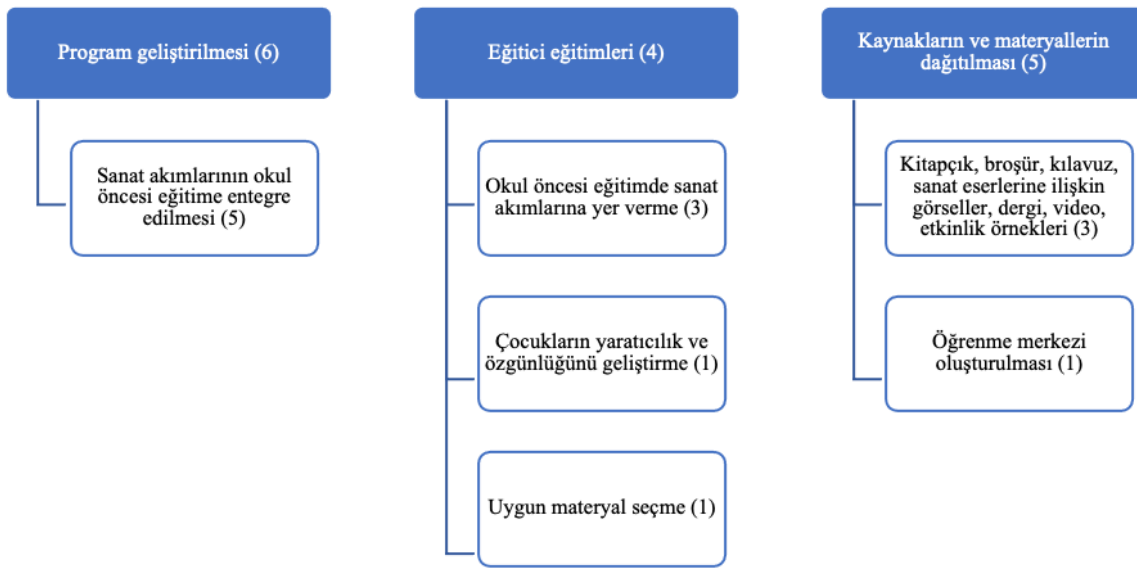 Program geliştirilmesi (6)
Sanat akımlarının okul
öncesi eğitime entegre
edilmesi (5)
Eğitici eğitimleri (4)
Okul öncesi eğitimde sanat
akımlarına yer verme (3)
Çocukların yaratıcılık ve
özgünlüğünü geliştirme (1)
Uygun materyal seçme (1)
Kaynakların ve materyallerin
dağıtılması (5)
Kitapçık, broşür, kılavuz,
sanat eserlerine ilişkin
görseller, dergi, video,
etkinlik örnekleri (3)
Öğrenme merkezi
oluşturulması (1)